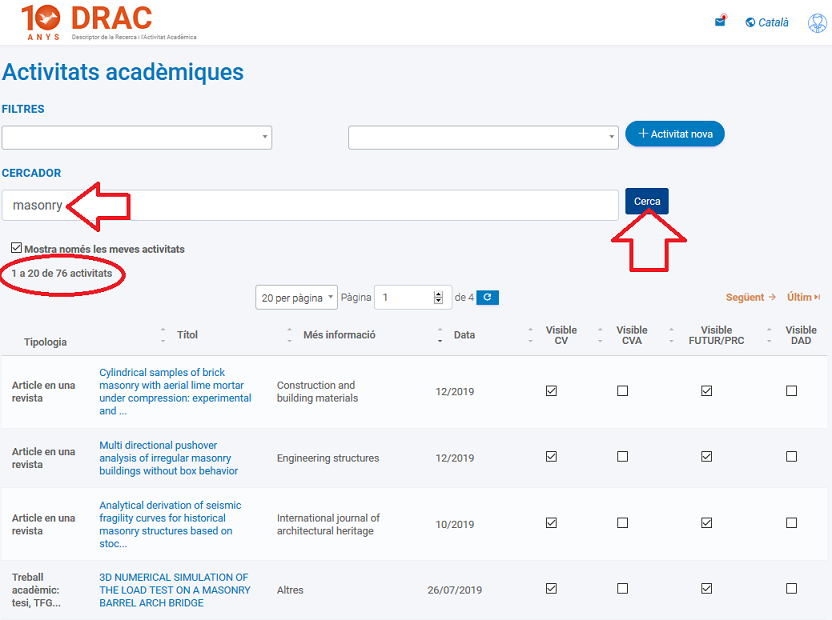 10 DRAC
ANYS Descriptor de la Recerca i l'Activitat Acadèmica
Català
Activitats acadèmiques
FILTRES
Activitat nova
CERCADOR
masonry
Cerca
Mostra només les meves activitats
1 a 20 de 76 activitats
20 per pàgina Pàgina 1 de 4
Següent Últim
Tipologia Títol Més informació Data Visible CV Visible CVA Visible FUTUR/PRC Visible DAD
Article en una revista
Cylindrical samples of brick
masonry with aerial lime mortar
under compression: experimental
and ...
Construction and
building materials
12/2019
Article en una
revista
Multi directional pushover
analysis of irregular masonry
buildings without box behavior
Engineering structures
12/2019
Article en una
revista
Analytical derivation of seismic
fragility curves for historical
masonry structures based on
stoc...
International journal of
architectural heritage
10/2019
Treball
acadèmic:
tesi, TFG...
3D NUMERICAL SIMULATION OF
THE LOAD TEST ON A MASONRY
BARREL ARCH BRIDGE
Altres
26/07/2019